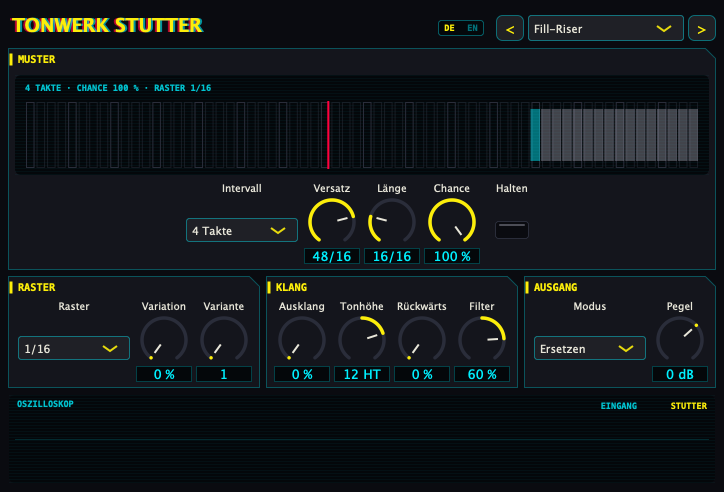 TONWERK STUTTER
DE EN
< Fill-Riser >
MUSTER
4 TAKTE · CHANCE 100 % · RASTER 1/16
Intervall Versatz Länge Chance Halten
4 Takte
48/16 16/16 100 %
RASTER
Raster Variation Variante
1/16
0 % 1
KLANG
Ausklang Tonhöhe Rückwärts Filter
0 % 12 HT 0 % 60 %
AUSGANG
Modus Pegel
Ersetzen
0 dB
OSZILLOSKOP
EINGANG STUTTER